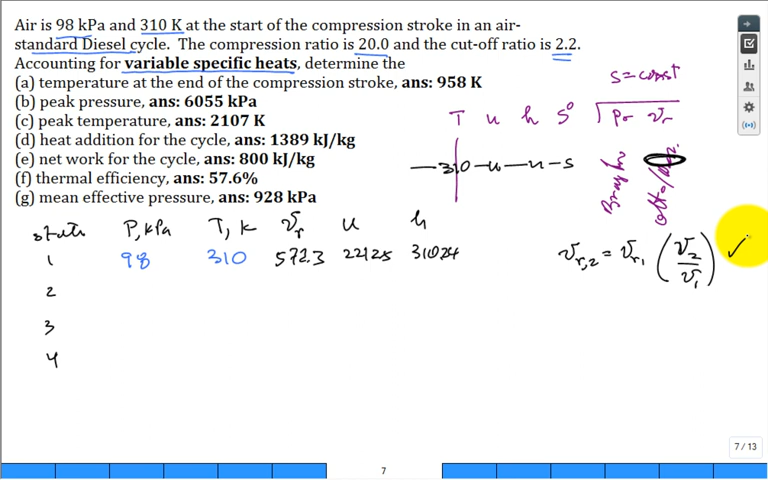 Air is 98 kPa and 310 K at the start of the compression stroke in an air-
standard Diesel cycle. The compression ratio is 20.0 and the cut-off ratio is 2.2.
Accounting for variable specific heats, determine the
(a) temperature at the end of the compression stroke, ans: 958 K
(b) peak pressure, ans: 6055 kPa
(c) peak temperature, ans: 2107 K
(d) heat addition for the cycle, ans: 1389 kJ/kg
(e) net work for the cycle, ans: 800 kJ/kg
(f) thermal efficiency, ans: 57.6%
(g) mean effective pressure, ans: 928 kPa
s = const
T u h s° Pr vr
310 - u - u - s
state P, kPa T, K vr u h
1 98 310 572.3 221.25 310.24
2
3
4
vr,2 = vr1 (v2/v1) ✓
7 / 13
7